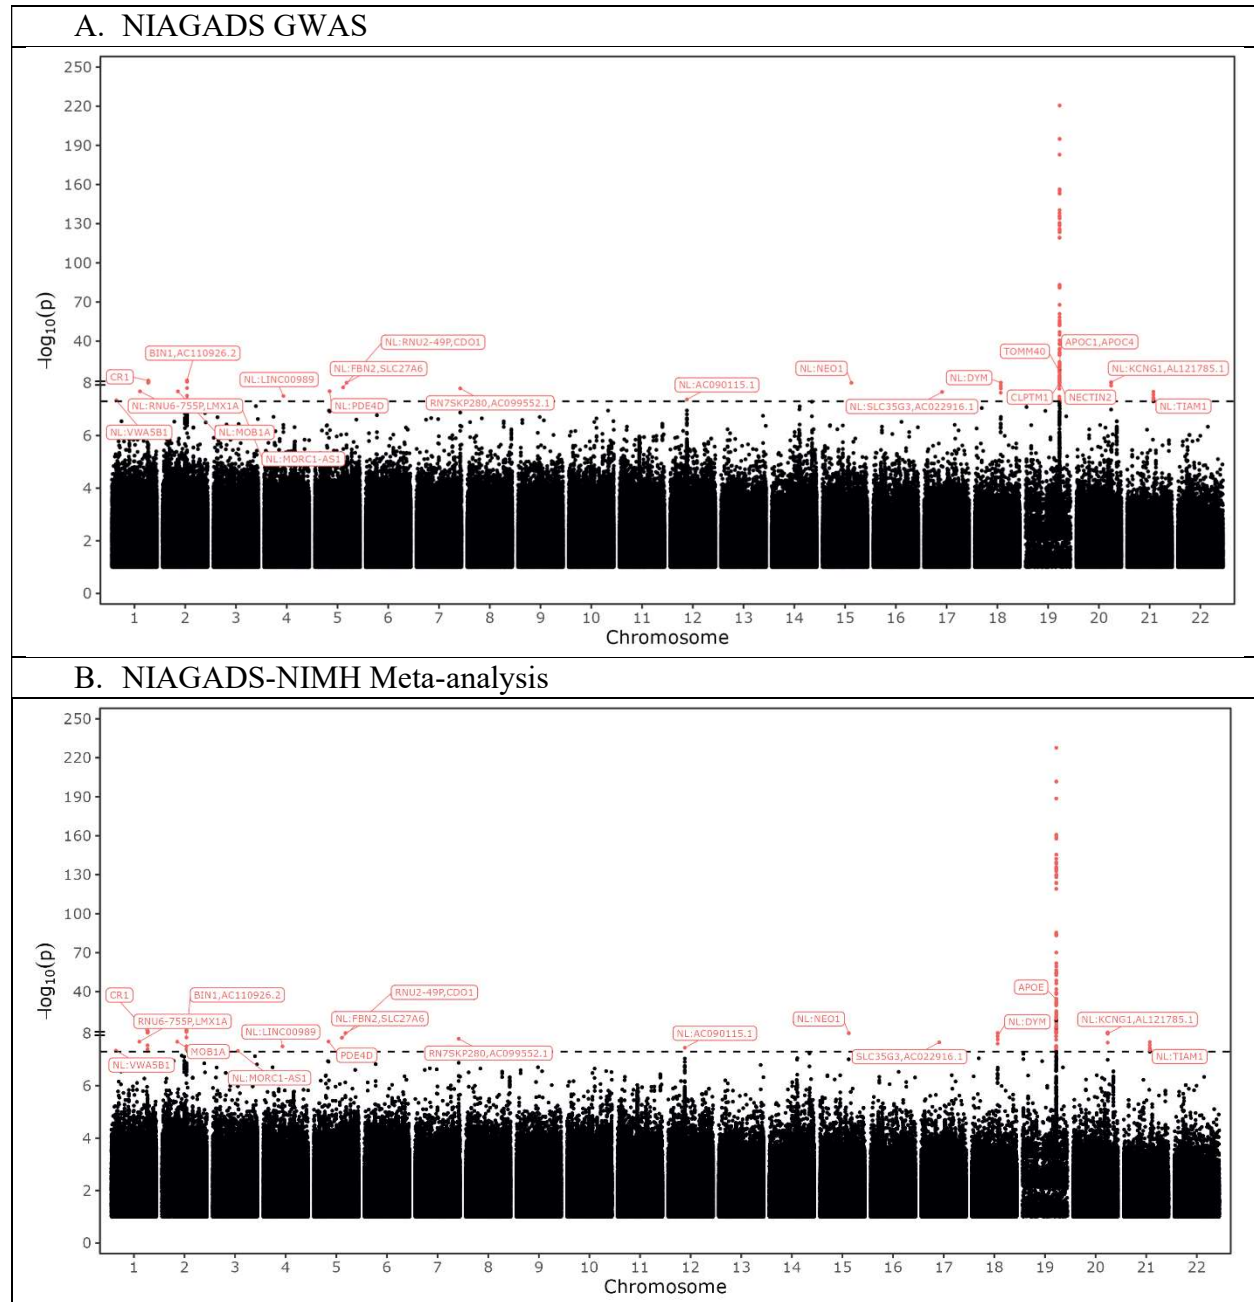 A. NIAGADS GWAS
250
220
190
160
130
100
70
40
8
6
4
2
0
-log10(p)
NL:RNU2-49P,CDO1
BIN1,AC110926.2
TOMM40
APOC1,APOC4
CR1
NL:LINC00989
NL:FBN2,SLC27A6
NL:AC090115.1
NL:NEO1
NL:DYM
NL:KCNG1,AL121785.1
NL:RNU6-755P,LMX1A
NL:PDE4D
RN7SKP280,AC099552.1
NL:SLC35G3,AC022916.1
CLPTM1
NECTIN2
NL:TIAM1
NL:VWA5B1
NL:MOB1A
NL:MORC1-AS1
1 2 3 4 5 6 7 8 9 10 11 12 13 14 15 16 17 18 19 20 21 22
Chromosome
B. NIAGADS-NIMH Meta-analysis
250
220
190
160
130
100
70
40
8
6
4
2
0
-log10(p)
CR1
BIN1,AC110926.2
RNU2-49P,CDO1
APOE
RNU6-755P,LMX1A
NL:LINC00989
NL:FBN2,SLC27A6
NL:AC090115.1
NL:NEO1
NL:DYM
NL:KCNG1,AL121785.1
NL:VWA5B1
MOB1A
PDE4D
RN7SKP280,AC099552.1
SLC35G3,AC022916.1
NL:TIAM1
NL:MORC1-AS1
1 2 3 4 5 6 7 8 9 10 11 12 13 14 15 16 17 18 19 20 21 22
Chromosome